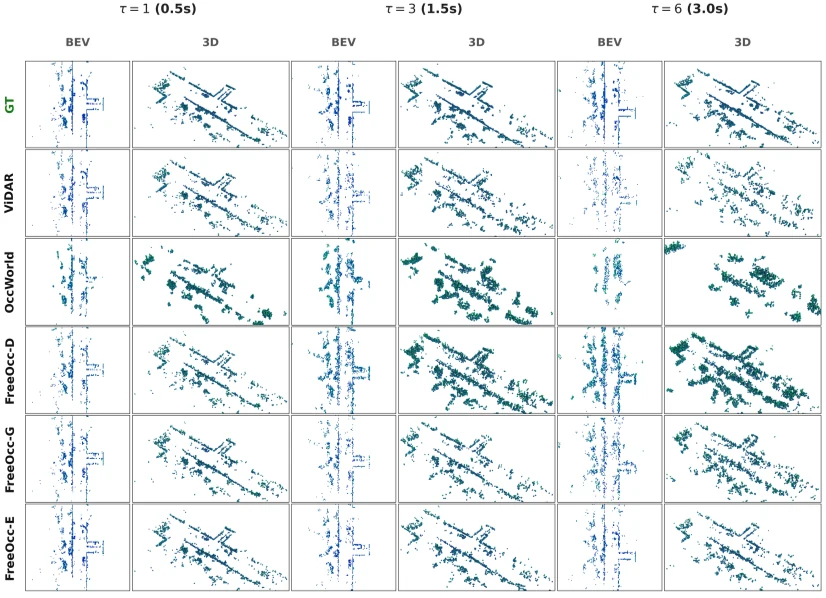 τ = 1 (0.5s) τ = 3 (1.5s) τ = 6 (3.0s)
BEV 3D BEV 3D BEV 3D
GT
ViDAR
OccWorld
FreeOcc-D
FreeOcc-G
FreeOcc-E